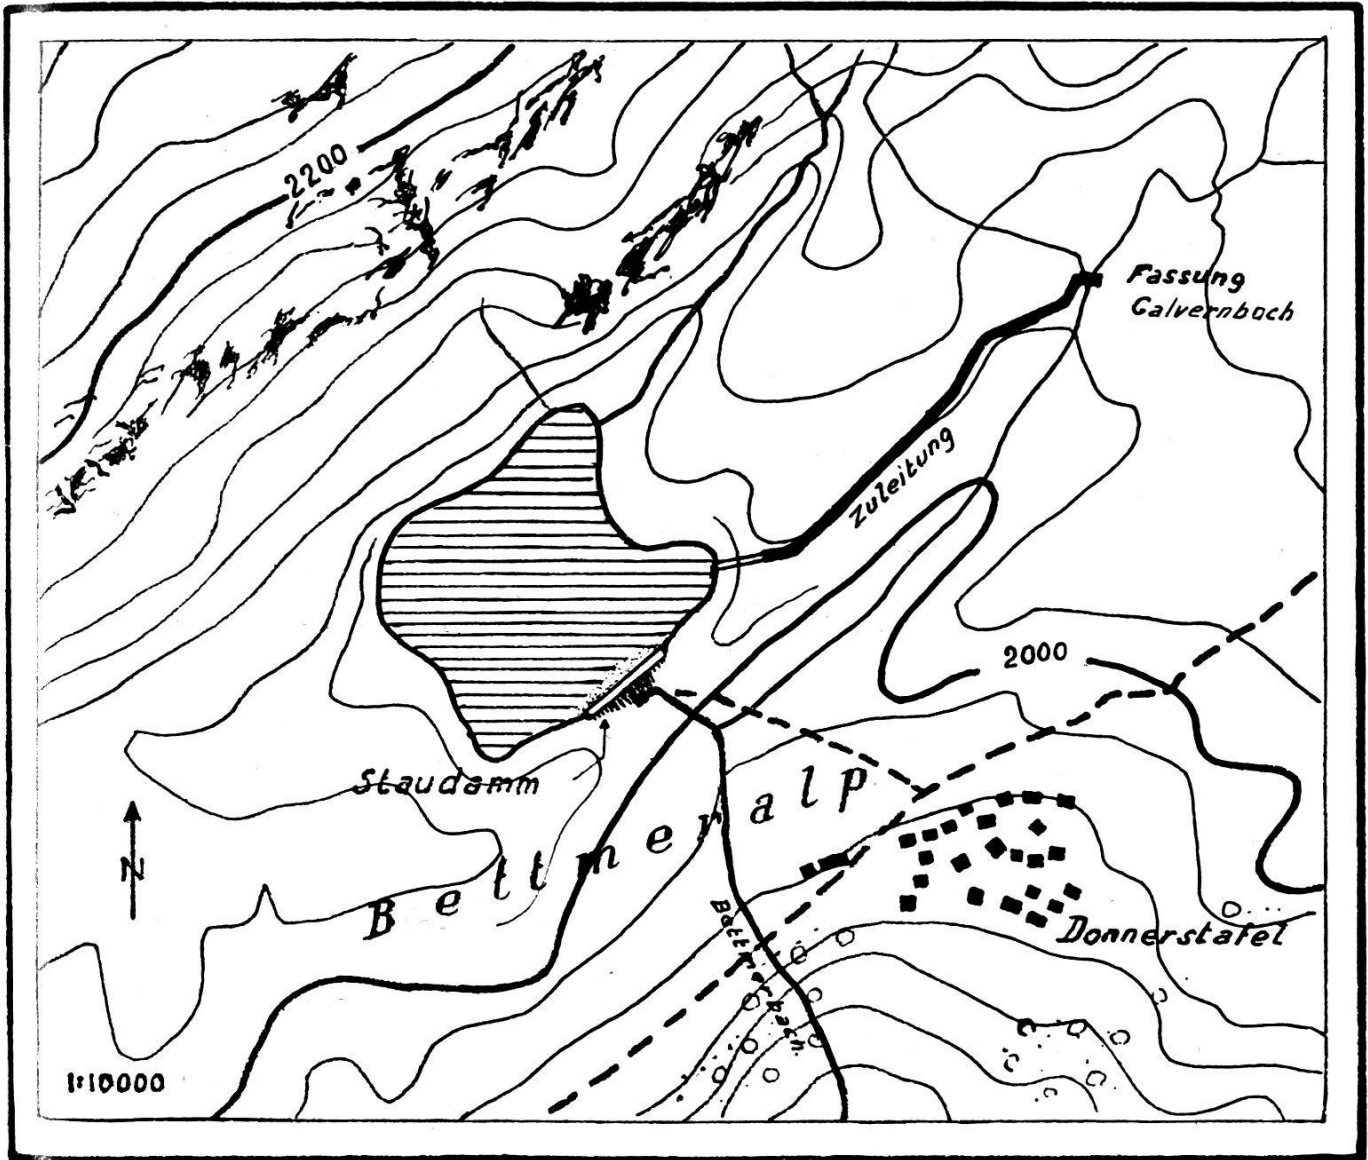 2200
Fassung
Galvernbach
Zuleitung
2000
Staudamm
Bettmeralp
N
Bettmerbach
Donnerstafel
1:10000